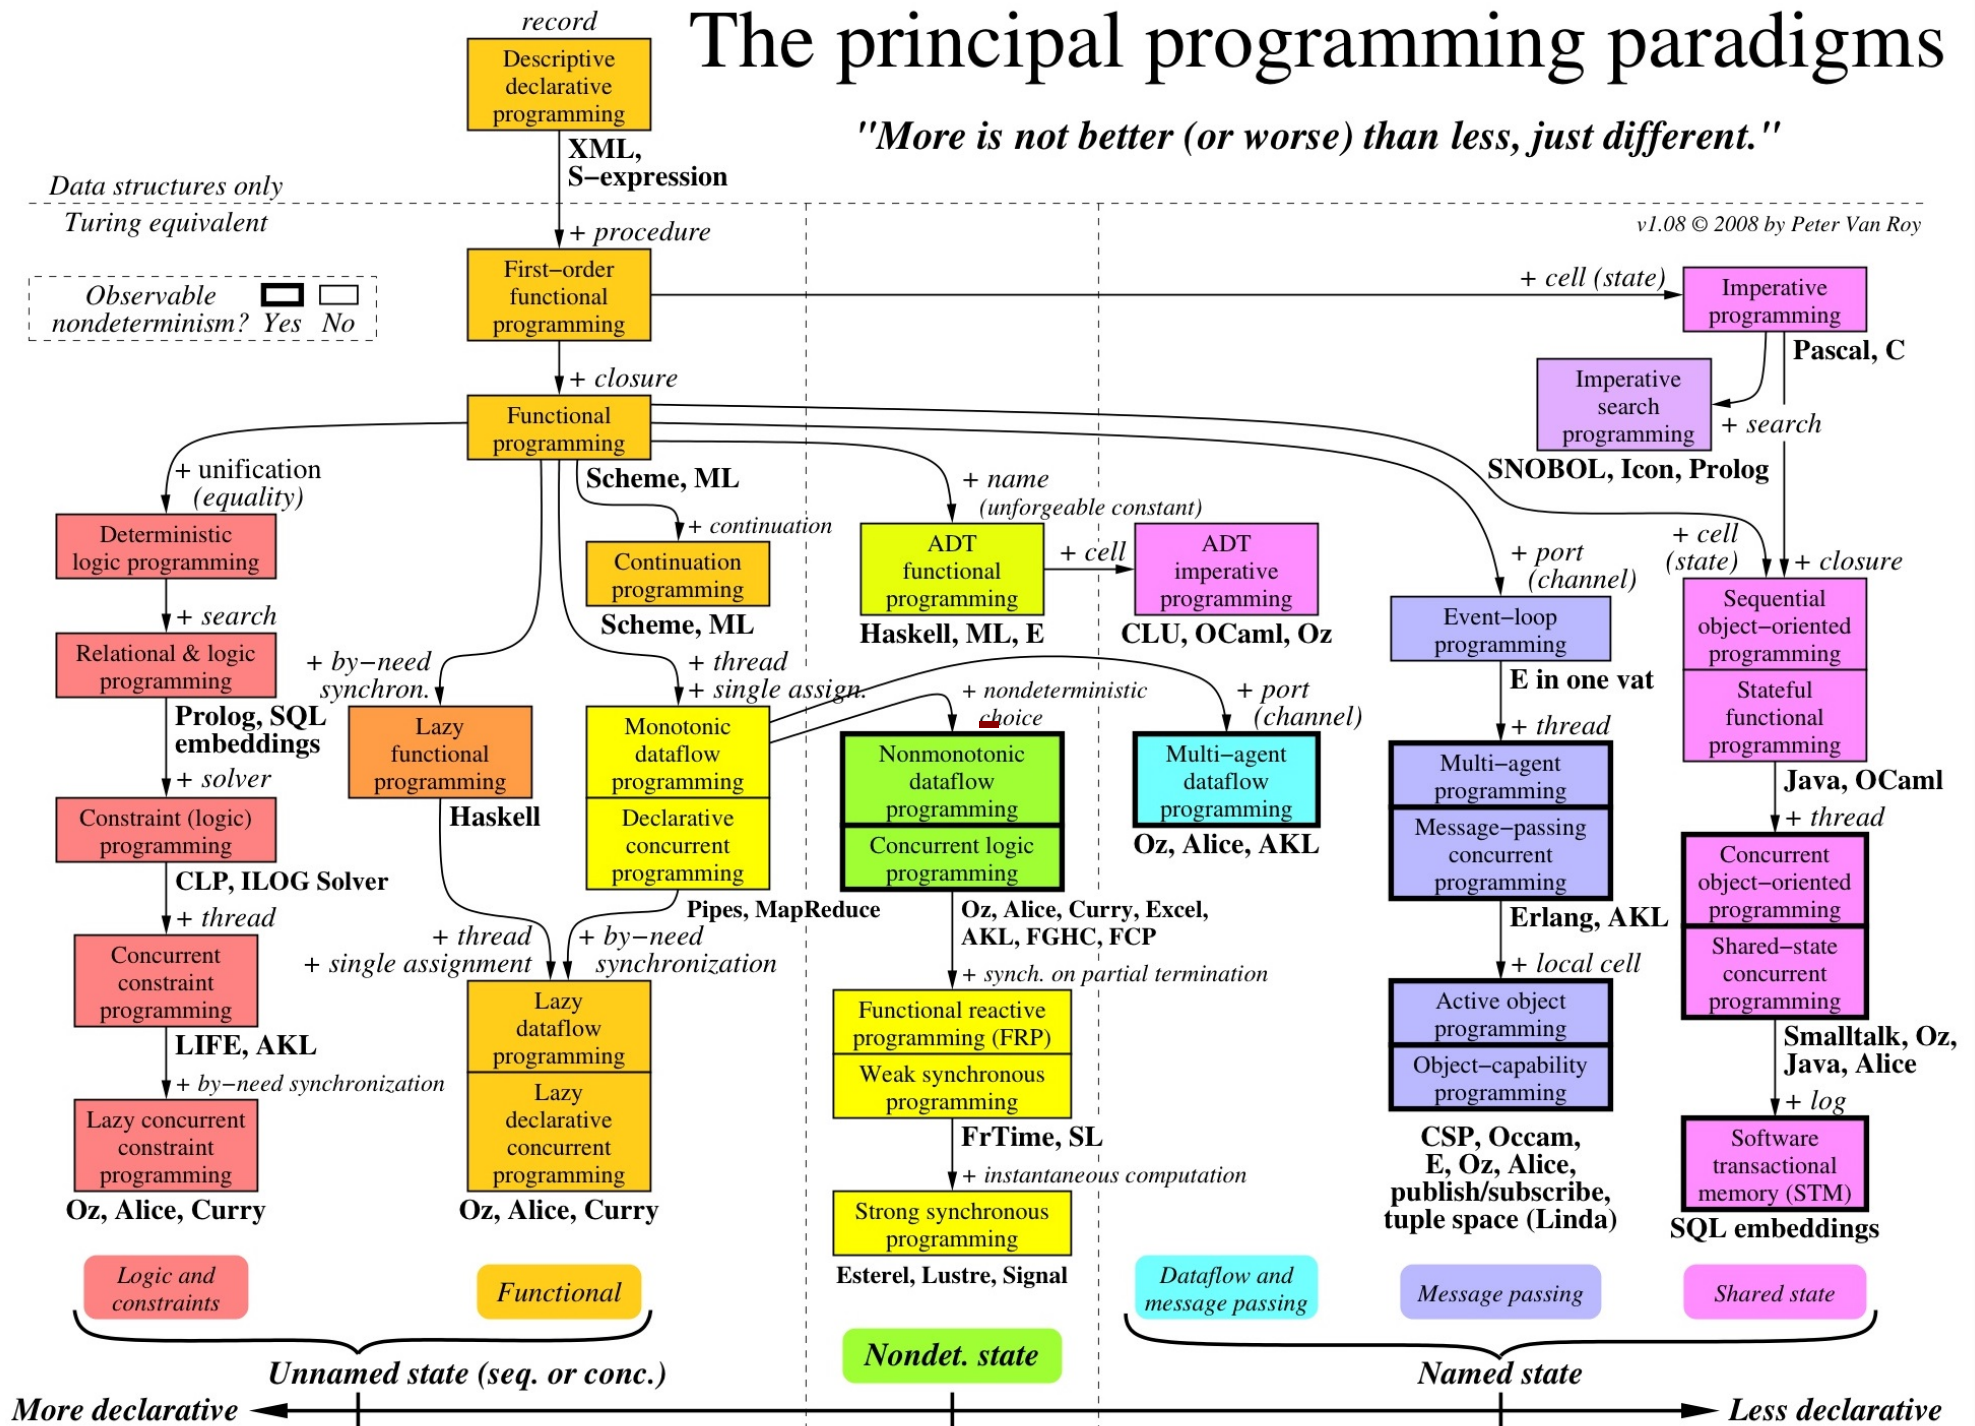 The principal programming paradigms
"More is not better (or worse) than less, just different."
v1.08 © 2008 by Peter Van Roy
record
Descriptive
declarative
programming
XML,
S−expression
Data structures only
Turing equivalent
Observable
nondeterminism? Yes No
+ procedure
First−order
functional
programming
+ cell (state)
Imperative
programming
Pascal, C
Imperative
search
programming
+ search
SNOBOL, Icon, Prolog
+ closure
Functional
programming
Scheme, ML
+ unification
(equality)
Deterministic
logic programming
+ search
Relational & logic
programming
Prolog, SQL
embeddings
+ solver
Constraint (logic)
programming
CLP, ILOG Solver
+ thread
Concurrent
constraint
programming
LIFE, AKL
+ by−need synchronization
Lazy concurrent
constraint
programming
Oz, Alice, Curry
+ continuation
Continuation
programming
Scheme, ML
+ by−need
synchron.
Lazy
functional
programming
Haskell
+ thread
+ single assignment
+ thread
+ single assign.
Monotonic
dataflow
programming
Declarative
concurrent
programming
Pipes, MapReduce
+ by−need
synchronization
Lazy
dataflow
programming
Lazy
declarative
concurrent
programming
Oz, Alice, Curry
+ name
(unforgeable constant)
ADT
functional
programming
Haskell, ML, E
+ cell
ADT
imperative
programming
CLU, OCaml, Oz
+ nondeterministic
choice
Nonmonotonic
dataflow
programming
Concurrent logic
programming
Oz, Alice, Curry, Excel,
AKL, FGHC, FCP
+ synch. on partial termination
Functional reactive
programming (FRP)
Weak synchronous
programming
FrTime, SL
+ instantaneous computation
Strong synchronous
programming
Esterel, Lustre, Signal
+ port
(channel)
Multi−agent
dataflow
programming
Oz, Alice, AKL
+ port
(channel)
Event−loop
programming
E in one vat
+ thread
Multi−agent
programming
Message−passing
concurrent
programming
Erlang, AKL
+ local cell
Active object
programming
Object−capability
programming
CSP, Occam,
E, Oz, Alice,
publish/subscribe,
tuple space (Linda)
+ cell
(state)
+ closure
Sequential
object−oriented
programming
Stateful
functional
programming
Java, OCaml
+ thread
Concurrent
object−oriented
programming
Shared−state
concurrent
programming
Smalltalk, Oz,
Java, Alice
+ log
Software
transactional
memory (STM)
SQL embeddings
Logic and
constraints
Functional
Dataflow and
message passing
Message passing
Shared state
Unnamed state (seq. or conc.)
Nondet. state
Named state
More declarative
Less declarative